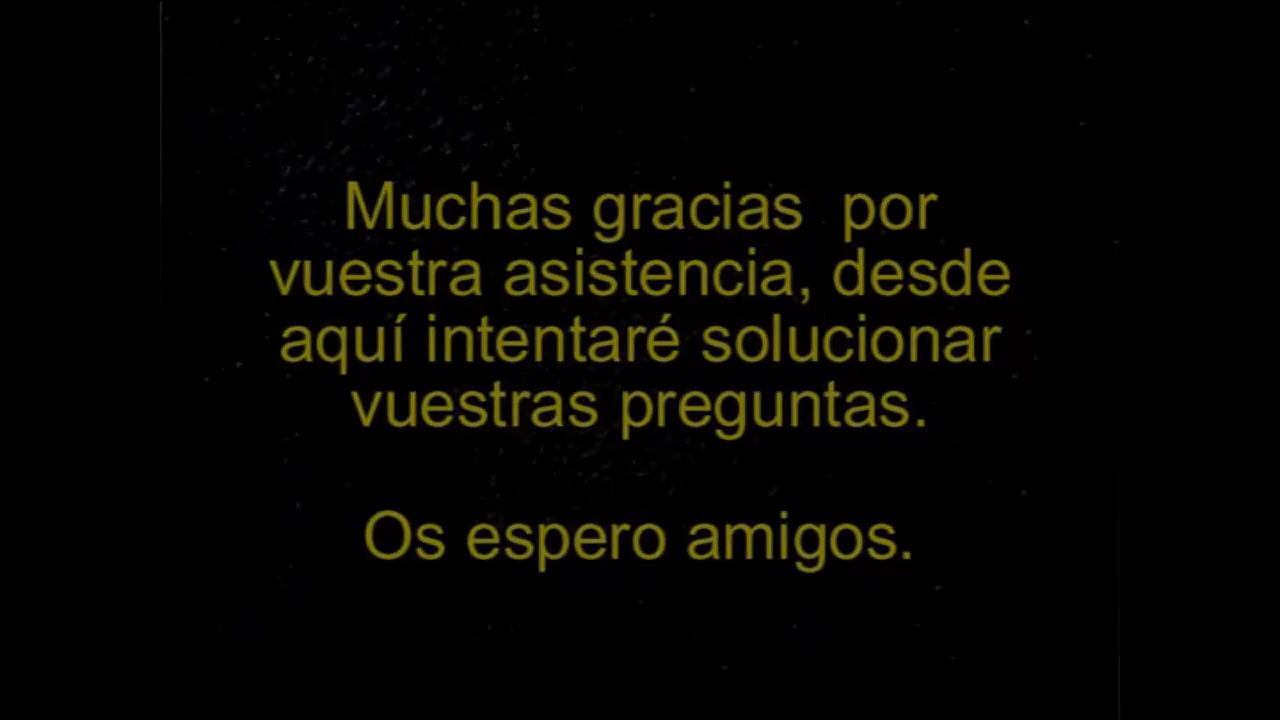 Muchas gracias  por
vuestra asistencia, desde
aquí intentaré solucionar
vuestras preguntas.
Os espero amigos.